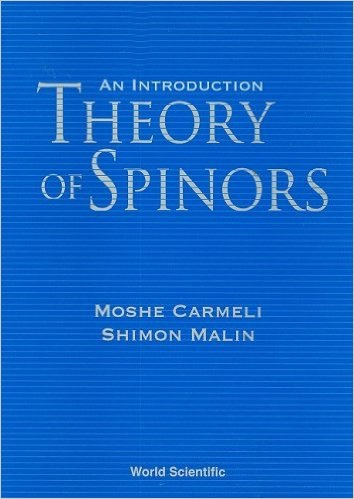 AN INTRODUCTION
THEORY
OF SPINORS
MOSHE CARMELI
SHIMON MALIN
World Scientific